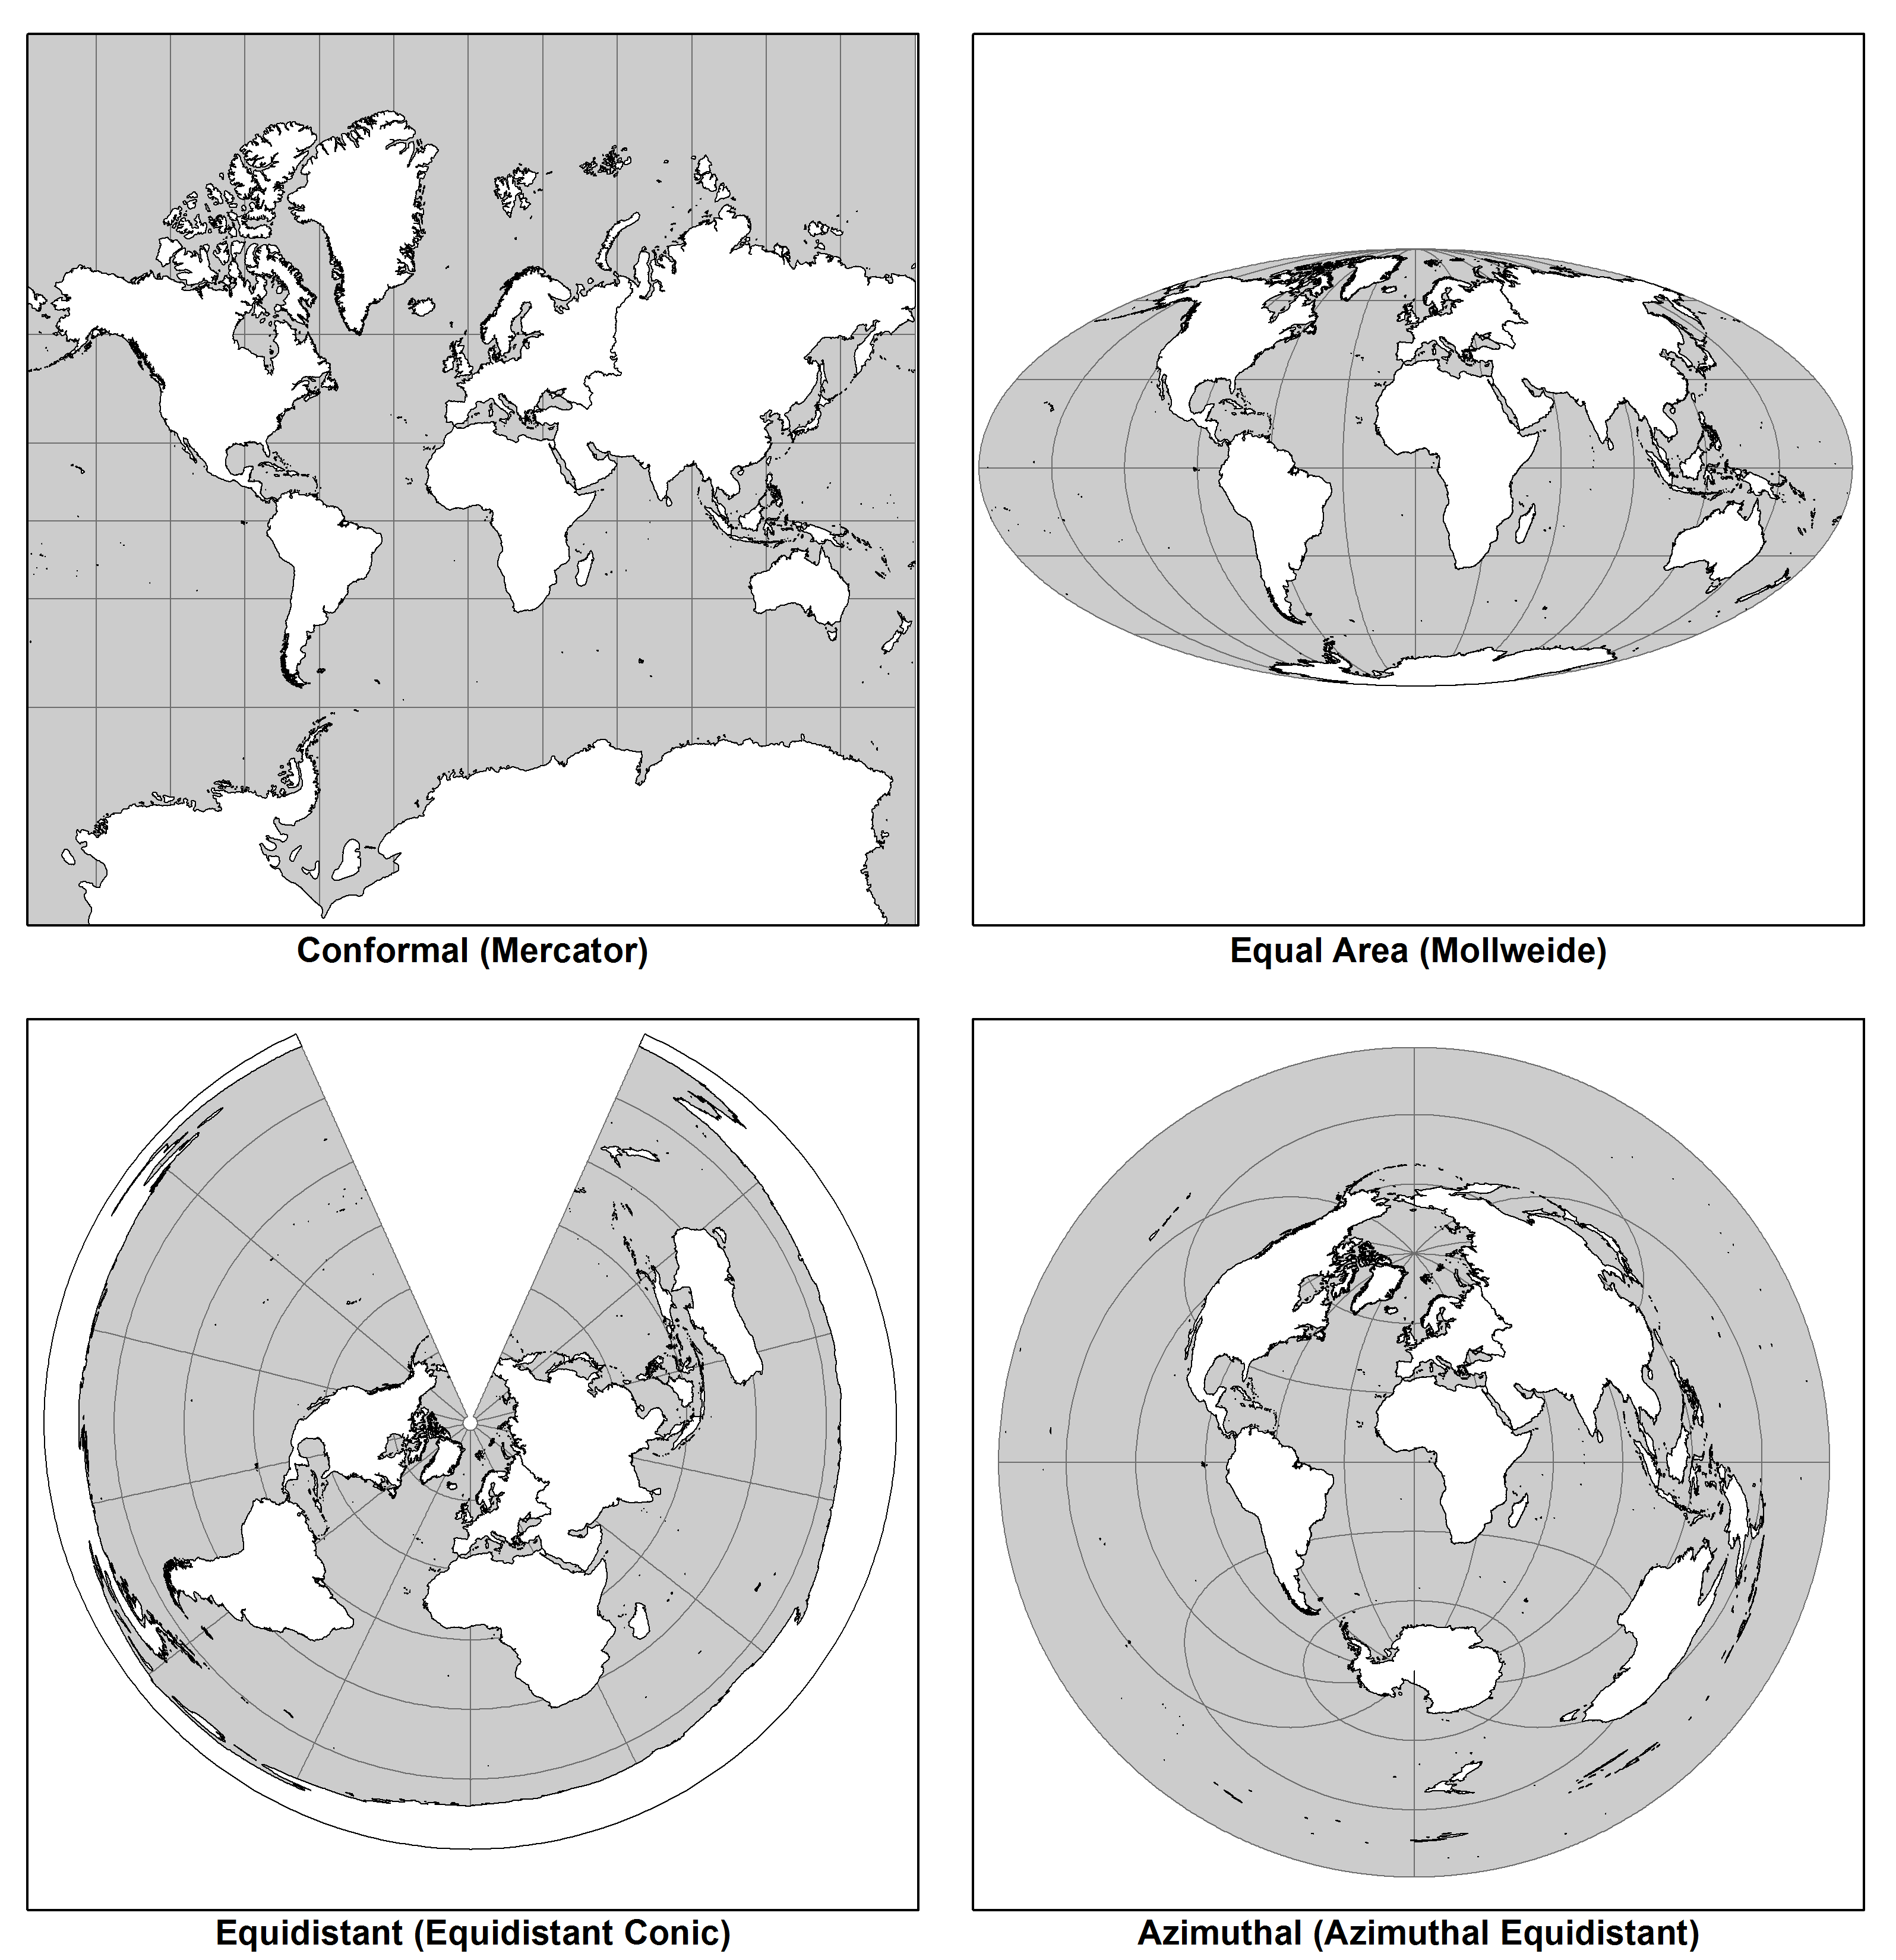 Conformal (Mercator)
Equal Area (Mollweide)
Equidistant (Equidistant Conic)
Azimuthal (Azimuthal Equidistant)